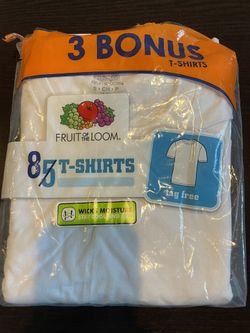 3 BONUS
T-SHIRTS
FRUIT OF THE LOOM.
8/5 T-SHIRTS
tag free
WICKS MOISTURE